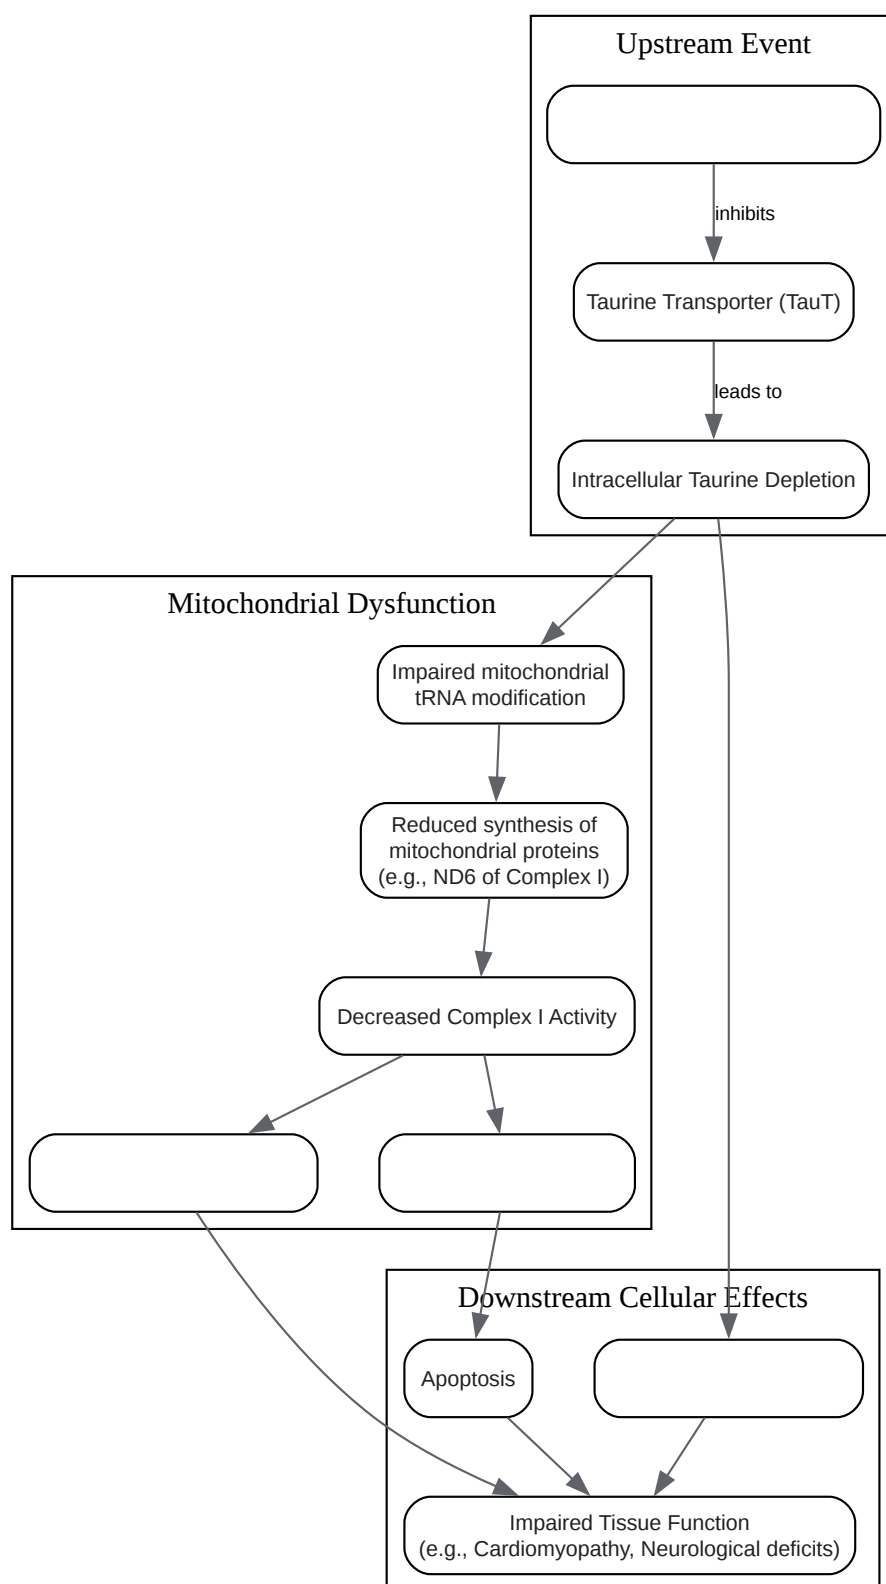 Upstream Event
inhibits
Taurine Transporter (TauT)
leads to
Intracellular Taurine Depletion
Mitochondrial Dysfunction
Impaired mitochondrial
tRNA modification
Reduced synthesis of
mitochondrial proteins
(e.g., ND6 of Complex I)
Decreased Complex I Activity
Downstream Cellular Effects
Apoptosis
Impaired Tissue Function
(e.g., Cardiomyopathy, Neurological deficits)